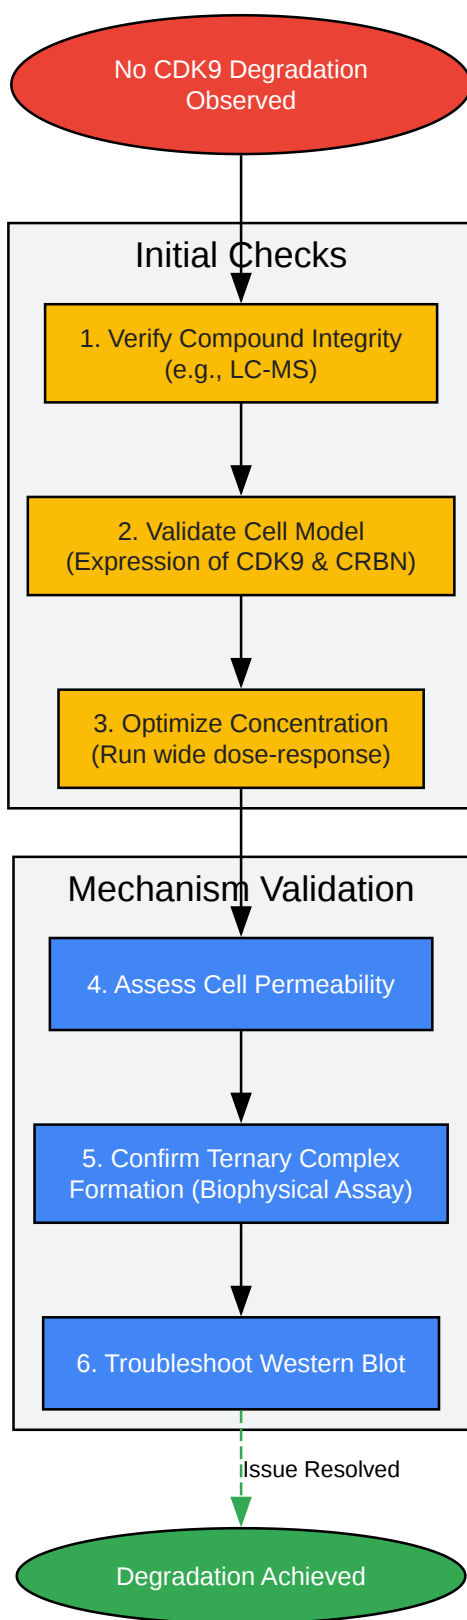 No CDK9 Degradation
Observed
Initial Checks
1. Verify Compound Integrity
(e.g., LC-MS)
2. Validate Cell Model
(Expression of CDK9 & CRBN)
3. Optimize Concentration
(Run wide dose-response)
Mechanism Validation
4. Assess Cell Permeability
5. Confirm Ternary Complex
Formation (Biophysical Assay)
6. Troubleshoot Western Blot
Issue Resolved
Degradation Achieved